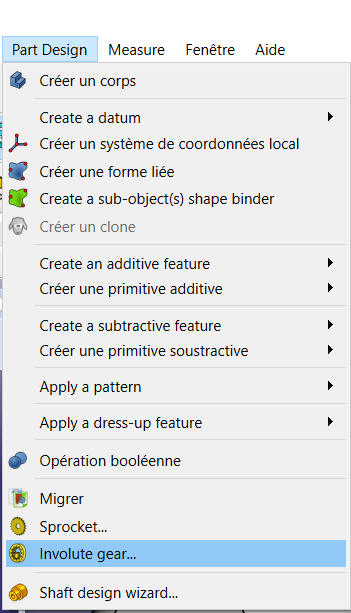 Part Design Measure Fenêtre Aide
Créer un corps
Create a datum
Créer un système de coordonnées local
Créer une forme liée
Create a sub-object(s) shape binder
Créer un clone
Create an additive feature
Créer une primitive additive
Create a subtractive feature
Créer une primitive soustractive
Apply a pattern
Apply a dress-up feature
Opération booléenne
Migrer
Sprocket...
Involute gear...
Shaft design wizard...